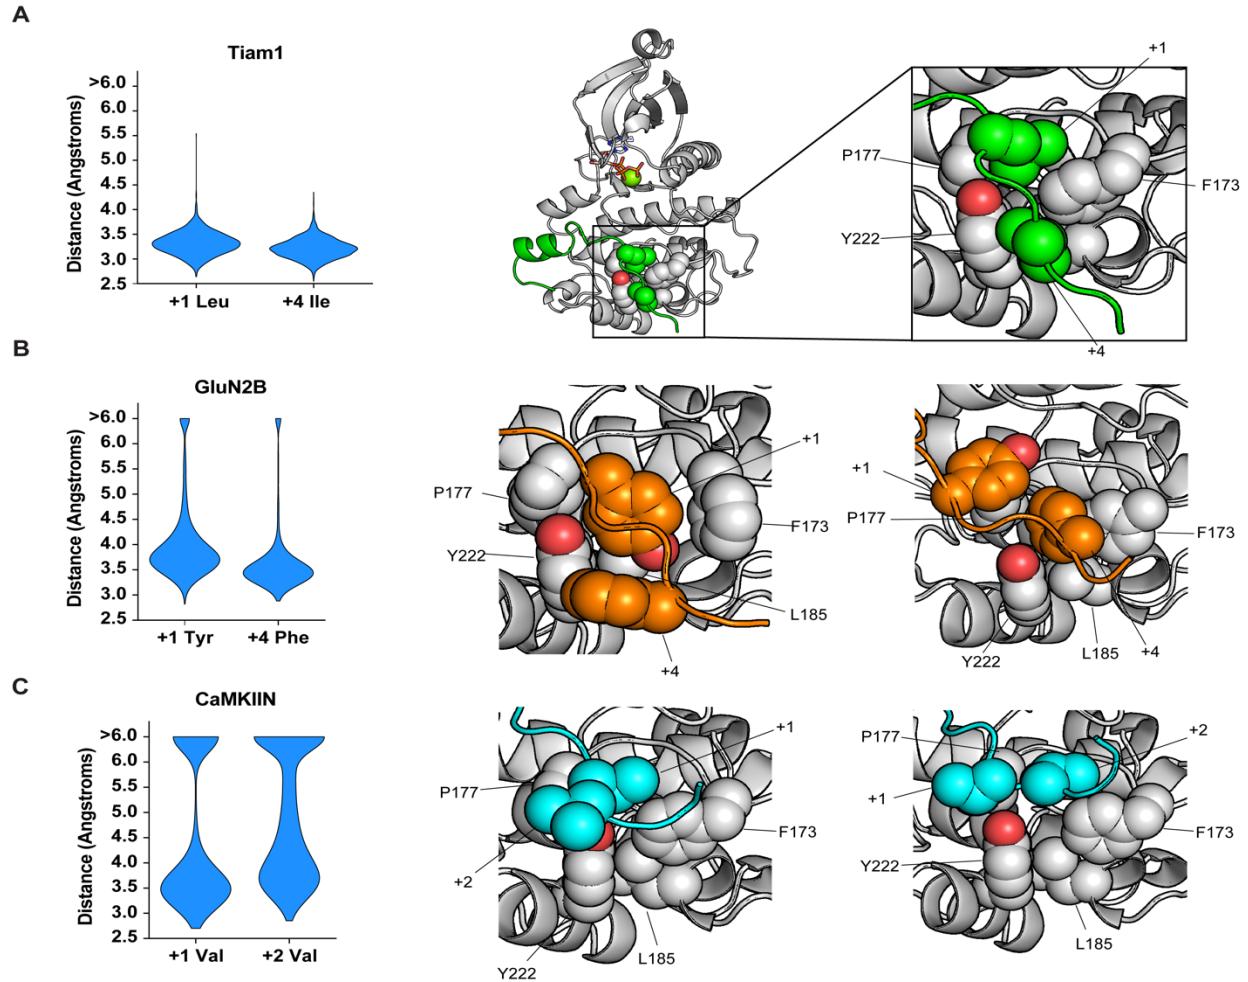 A
Tiam1
Distance (Angstroms)
>6.0
6.0
5.5
5.0
4.5
4.0
3.5
3.0
2.5
+1 Leu
+4 Ile
+1
P177
F173
Y222
+4
B
GluN2B
Distance (Angstroms)
>6.0
6.0
5.5
5.0
4.5
4.0
3.5
3.0
2.5
+1 Tyr
+4 Phe
+1
P177
F173
Y222
L185
+4
+1
P177
F173
Y222
L185
+4
C
CaMKIIN
Distance (Angstroms)
>6.0
6.0
5.5
5.0
4.5
4.0
3.5
3.0
2.5
+1 Val
+2 Val
+1
P177
F173
+2
Y222
L185
P177
+2
+1
F173
Y222
L185